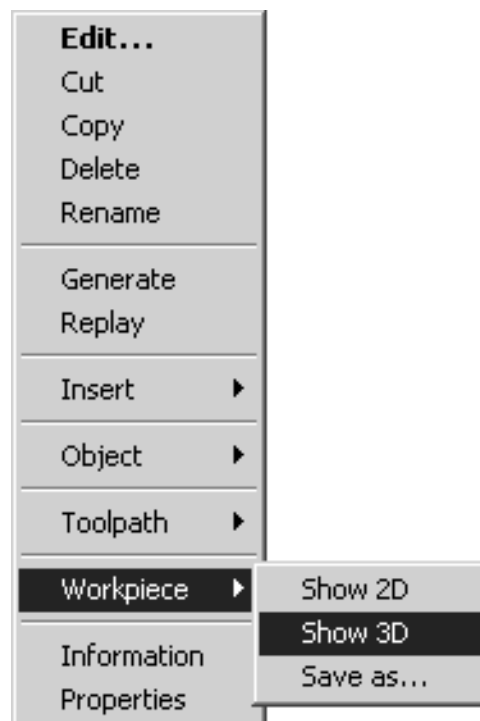 Edit...
Cut
Copy
Delete
Rename
Generate
Replay
Insert
Object
Toolpath
Workpiece
Show 2D
Show 3D
Save as...
Information
Properties